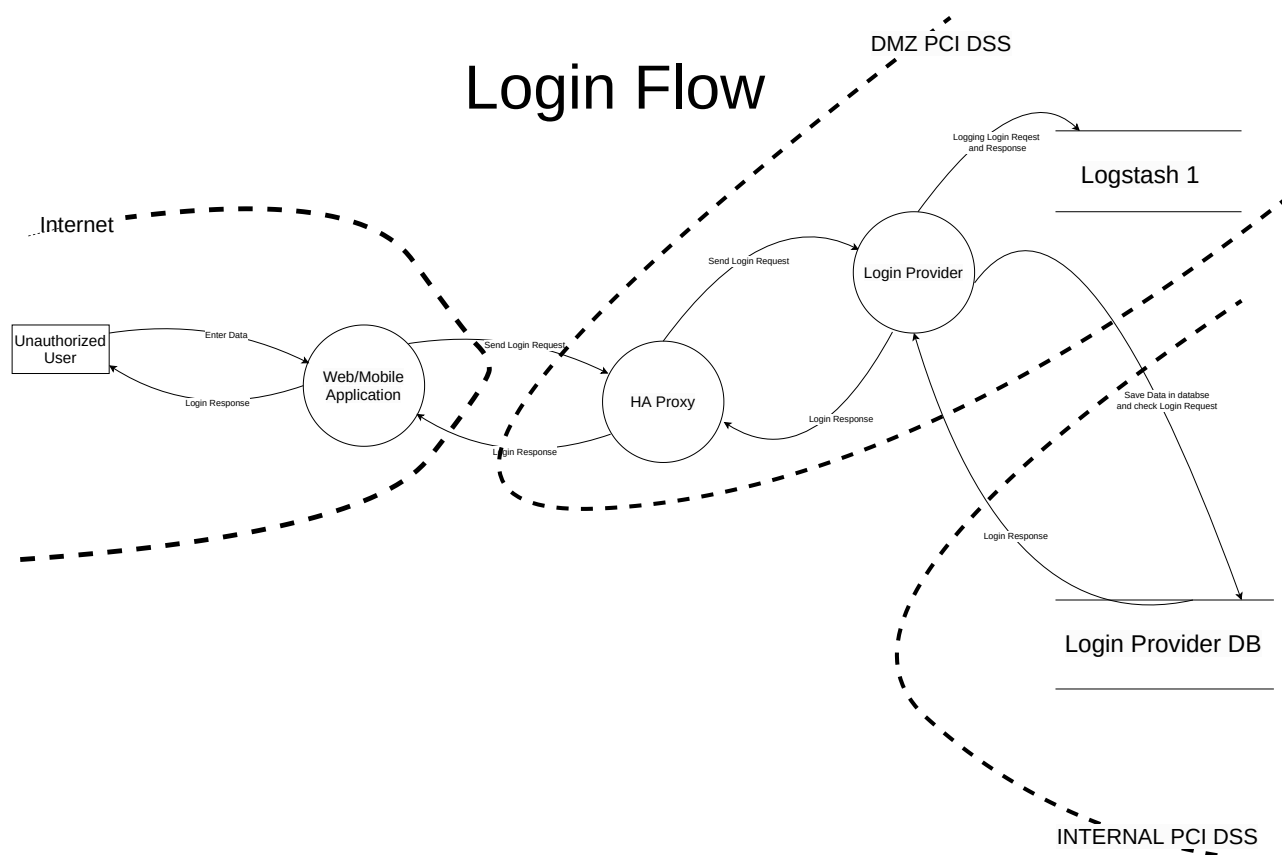 DMZ PCI DSS
Login Flow
Logging Login Reqest
and Response
Logstash 1
Internet
Send Login Request
Login Provider
Unauthorized
User
Enter Data
Send Login Request
Web/Mobile
Application
HA Proxy
Login Response
Login Response
Login Response
Save Data in databse
and check Login Request
Login Response
Login Provider DB
INTERNAL PCI DSS